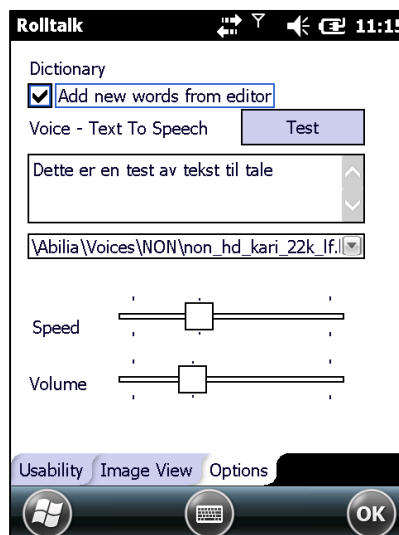 Rolltalk 11:15
Dictionary
Add new words from editor
Voice - Text To Speech Test
Dette er en test av tekst til tale
\Abilia\Voices\NON\non_hd_kari_22k_lf.
Speed
Volume
Usability Image View Options
OK